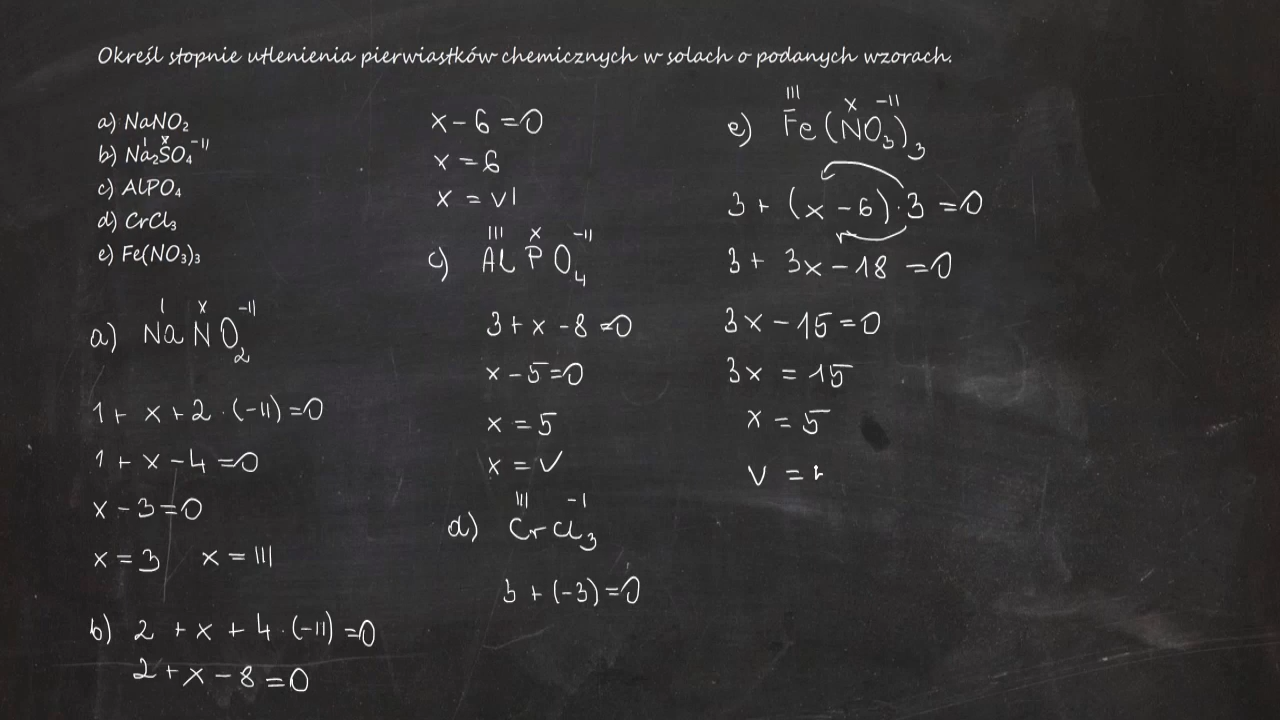 Określ stopnie utlenienia pierwiastków chemicznych w solach o podanych wzorach.
a) NaNO₂
I x -II
b) Na₂SO₄
c) AlPO₄
d) CrCl₃
e) Fe(NO₃)₃
I x -II
a) Na N O₂
1 + x + 2 · (-II) = 0
1 + x - 4 = 0
x - 3 = 0
x = 3 x = III
b) 2 + x + 4 · (-II) = 0
2 + x - 8 = 0
x - 6 = 0
x = 6
x = VI
III x -II
c) Al P O₄
3 + x - 8 = 0
x - 5 = 0
x = 5
x = V
III -I
d) Cr Cl₃
3 + (-3) = 0
III x -II
e) Fe (NO₃)₃
3 + (x - 6) · 3 = 0
3 + 3x - 18 = 0
3x - 15 = 0
3x = 15
x = 5
V =